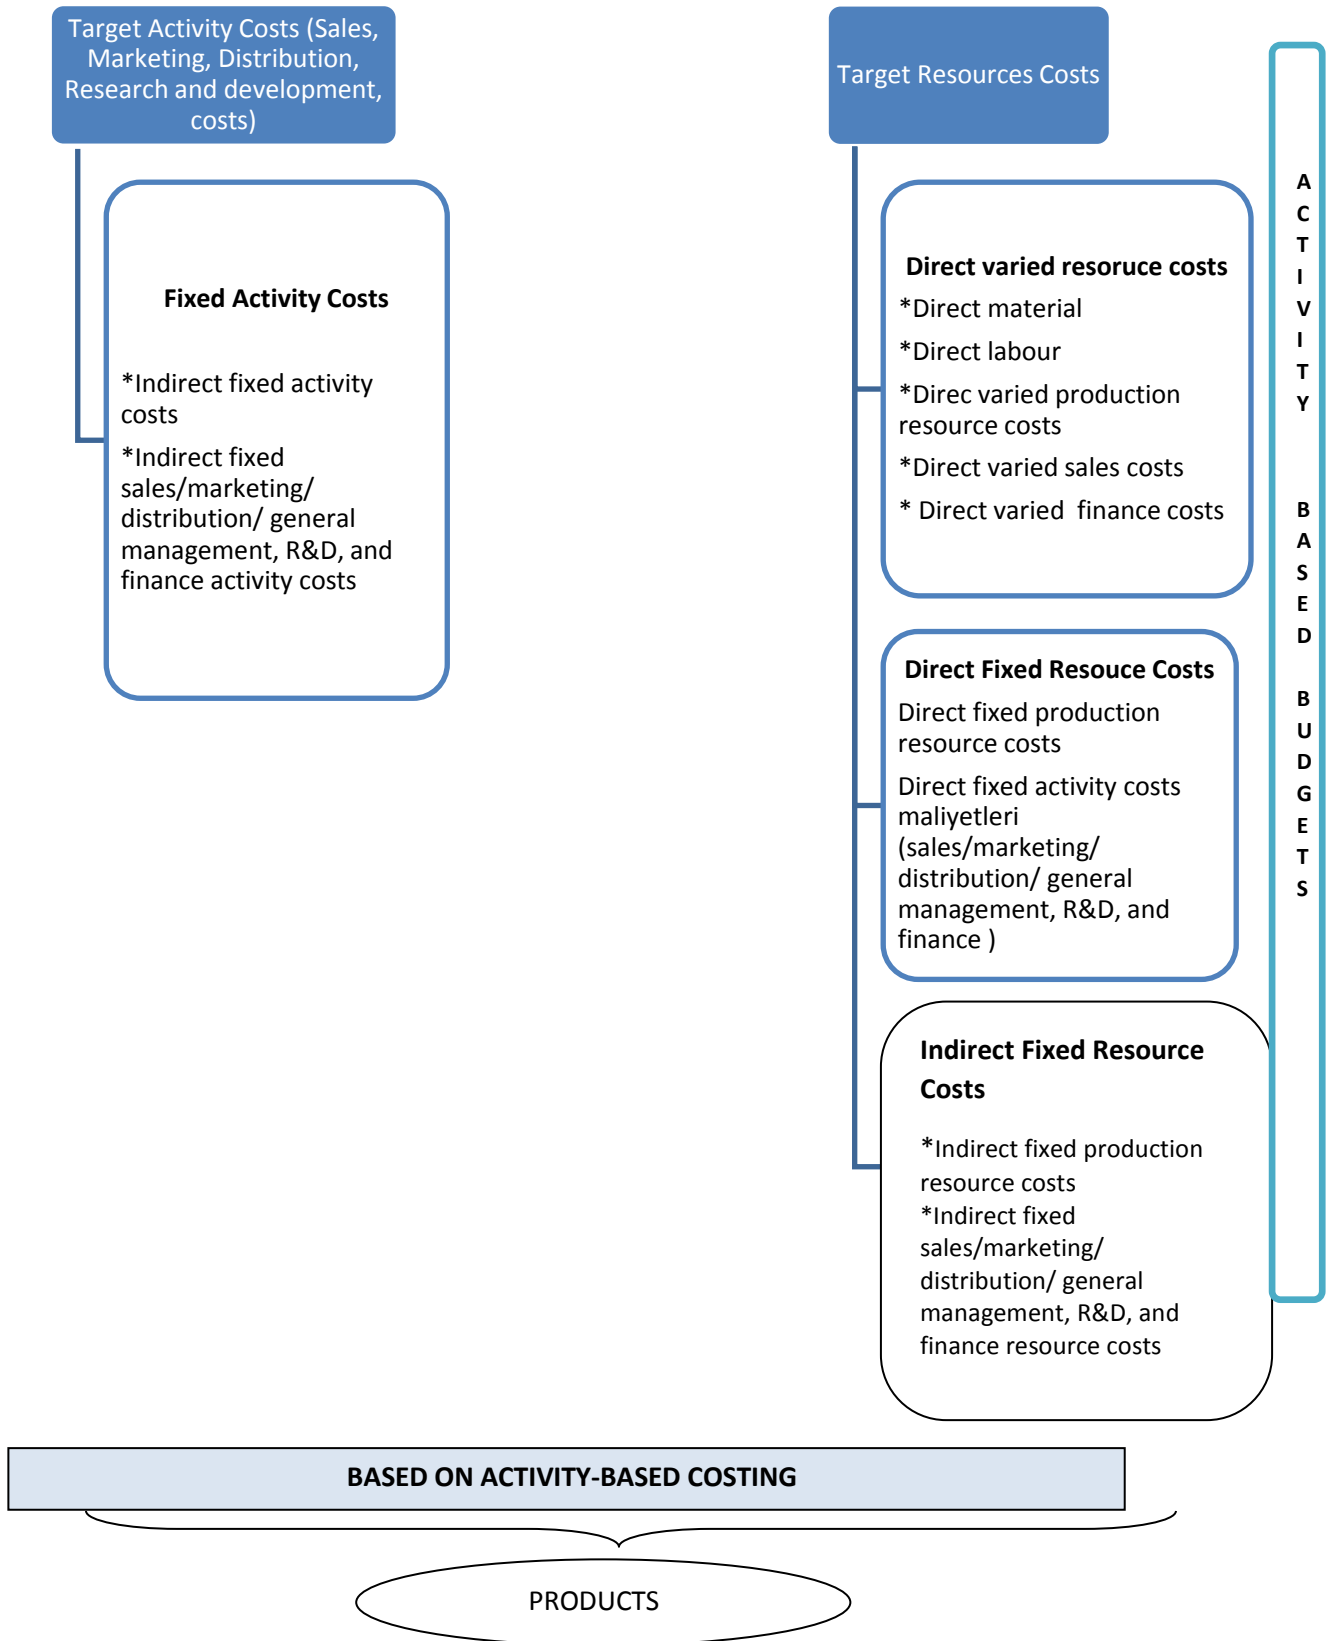 Target Activity Costs (Sales,
Marketing, Distribution,
Research and development,
costs)
Fixed Activity Costs
*Indirect fixed activity
costs
*Indirect fixed
sales/marketing/
distribution/ general
management, R&D, and
finance activity costs
Target Resources Costs
Direct varied resoruce costs
*Direct material
*Direct labour
*Direc varied production
resource costs
*Direct varied sales costs
* Direct varied  finance costs
Direct Fixed Resouce Costs
Direct fixed production
resource costs
Direct fixed activity costs
maliyetleri
(sales/marketing/
distribution/ general
management, R&D, and
finance )
Indirect Fixed Resource
Costs
*Indirect fixed production
resource costs
*Indirect fixed
sales/marketing/
distribution/ general
management, R&D, and
finance resource costs
A
C
T
I
V
I
T
Y
B
A
S
E
D
B
U
D
G
E
T
S
BASED ON ACTIVITY-BASED COSTING
PRODUCTS